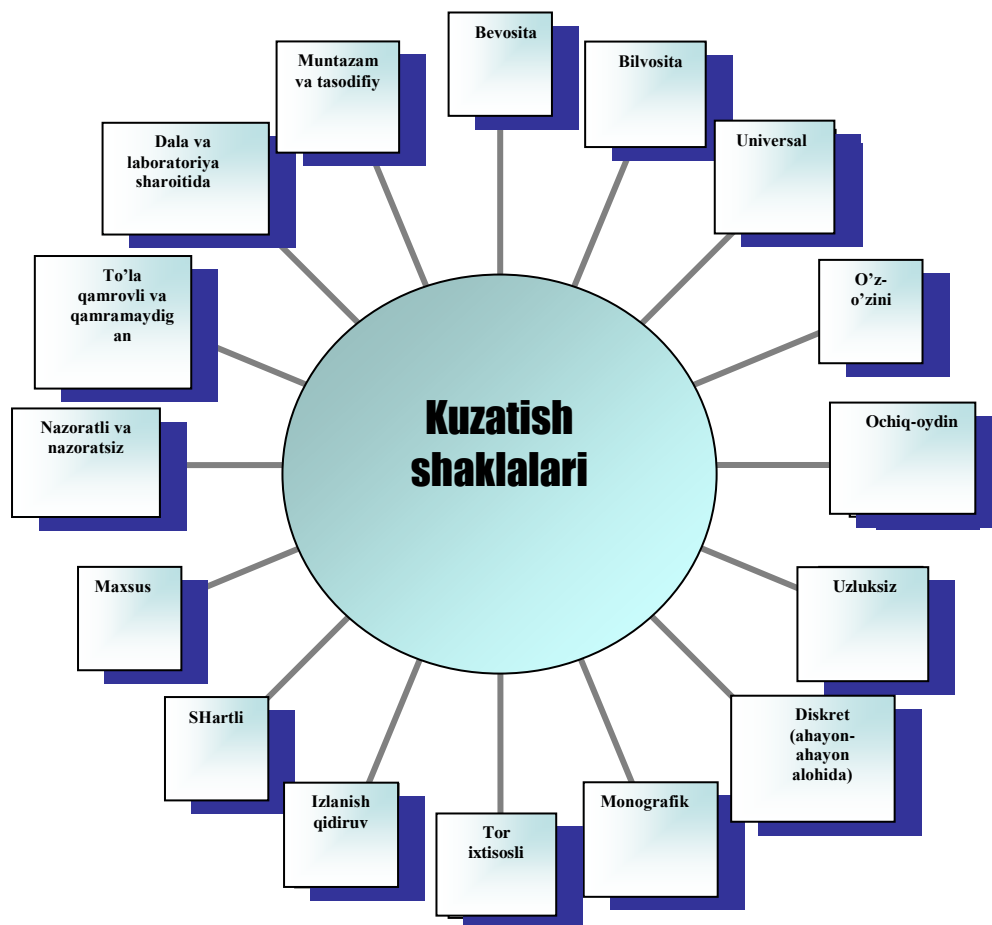 Bevosita
Bilvosita
Universal
O’z-
o’zini
Ochiq-oydin
Uzluksiz
Diskret
(ahayon-
ahayon
alohida)
Monografik
Tor
ixtisosli
Izlanish
qidiruv
SHartli
Maxsus
Nazoratli va
nazoratsiz
To’la
qamrovli va
qamramaydig
an
Dala va
laboratoriya
sharoitida
Muntazam
va tasodifiy
Kuzatish
shaklalari